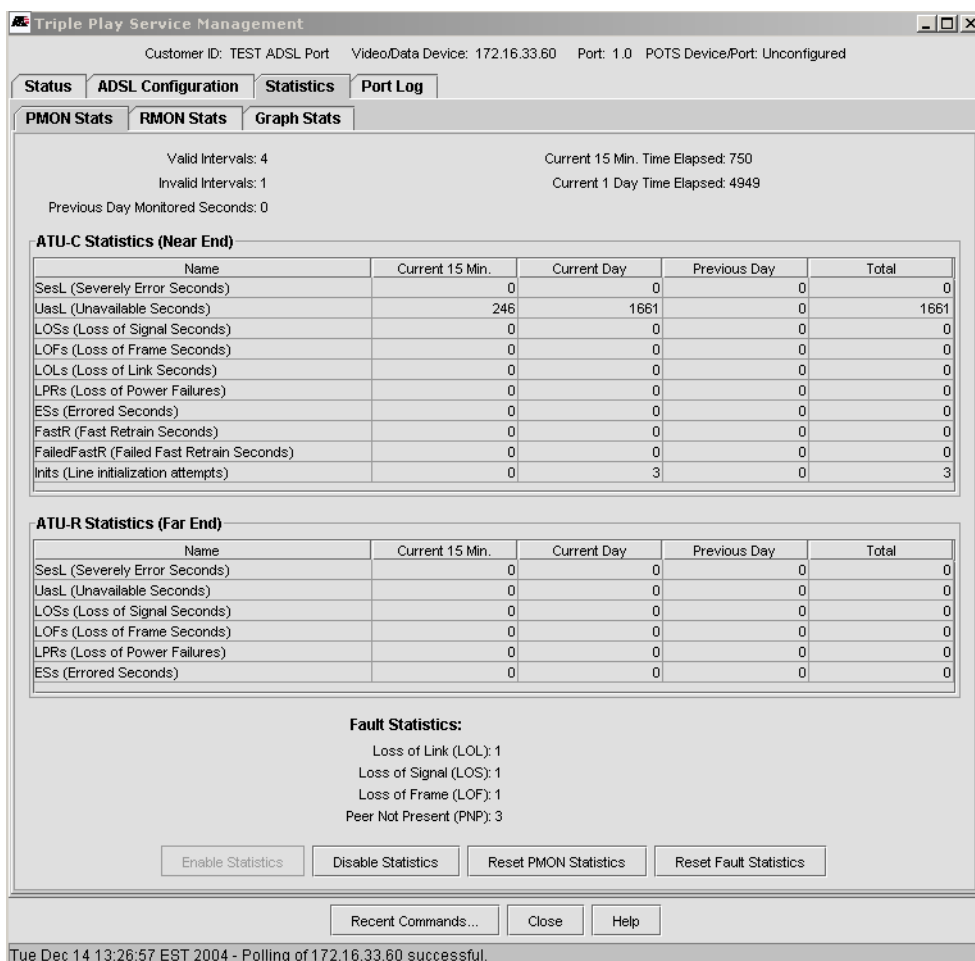 Triple Play Service Management
Customer ID: TEST ADSL Port Video/Data Device: 172.16.33.60 Port: 1.0 POTS Device/Port: Unconfigured
Status ADSL Configuration Statistics Port Log
PMON Stats RMON Stats Graph Stats
Valid Intervals: 4 Current 15 Min. Time Elapsed: 750
Invalid Intervals: 1 Current 1 Day Time Elapsed: 4949
Previous Day Monitored Seconds: 0
ATU-C Statistics (Near End)
Name Current 15 Min. Current Day Previous Day Total
SesL (Severely Error Seconds) 0 0 0 0
UasL (Unavailable Seconds) 246 1661 0 1661
LOSs (Loss of Signal Seconds) 0 0 0 0
LOFs (Loss of Frame Seconds) 0 0 0 0
LOLs (Loss of Link Seconds) 0 0 0 0
LPRs (Loss of Power Failures) 0 0 0 0
ESs (Errored Seconds) 0 0 0 0
FastR (Fast Retrain Seconds) 0 0 0 0
FailedFastR (Failed Fast Retrain Seconds) 0 0 0 0
Inits (Line initialization attempts) 0 3 0 3
ATU-R Statistics (Far End)
Name Current 15 Min. Current Day Previous Day Total
SesL (Severely Error Seconds) 0 0 0 0
UasL (Unavailable Seconds) 0 0 0 0
LOSs (Loss of Signal Seconds) 0 0 0 0
LOFs (Loss of Frame Seconds) 0 0 0 0
LPRs (Loss of Power Failures) 0 0 0 0
ESs (Errored Seconds) 0 0 0 0
Fault Statistics:
Loss of Link (LOL): 1
Loss of Signal (LOS): 1
Loss of Frame (LOF): 1
Peer Not Present (PNP): 3
Enable Statistics Disable Statistics Reset PMON Statistics Reset Fault Statistics
Recent Commands... Close Help
Tue Dec 14 13:26:57 EST 2004 - Polling of 172.16.33.60 successful.